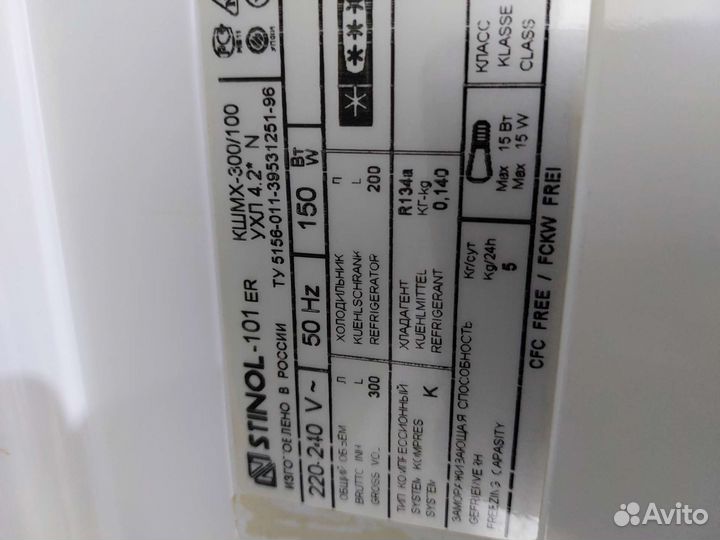 STINOL-101 ER
КШМХ-300/100
УХЛ 4.2* N
ИЗГОТОВЛЕНО В РОССИИ
ТУ 5156-011-39531251-96
220-240 V ~
50 Hz
150 Вт
W
ОБЩИЙ ОБЪЕМ Л
BRUTTO INH L
GROSS VOL 300
ХОЛОДИЛЬНИК Л
KUEHLSCHRANK L
REFRIGERATOR 200
ТИП КОМПРЕССИОННЫЙ
SYSTEM KOMPRES K
SYSTEM
ХЛАДАГЕНТ R134a
KUEHLMITTEL КГ-kg
REFRIGERANT 0,140
ЗАМОРАЖИВАЮЩАЯ СПОСОБНОСТЬ Кг/сут
GEFRIERVERH Kg/24h
FREEZING CAPASITY 5
Max 15 Вт
Max 15 W
КЛАСС
KLASSE
CLASS
CFC FREE / FCKW FREI
Avito